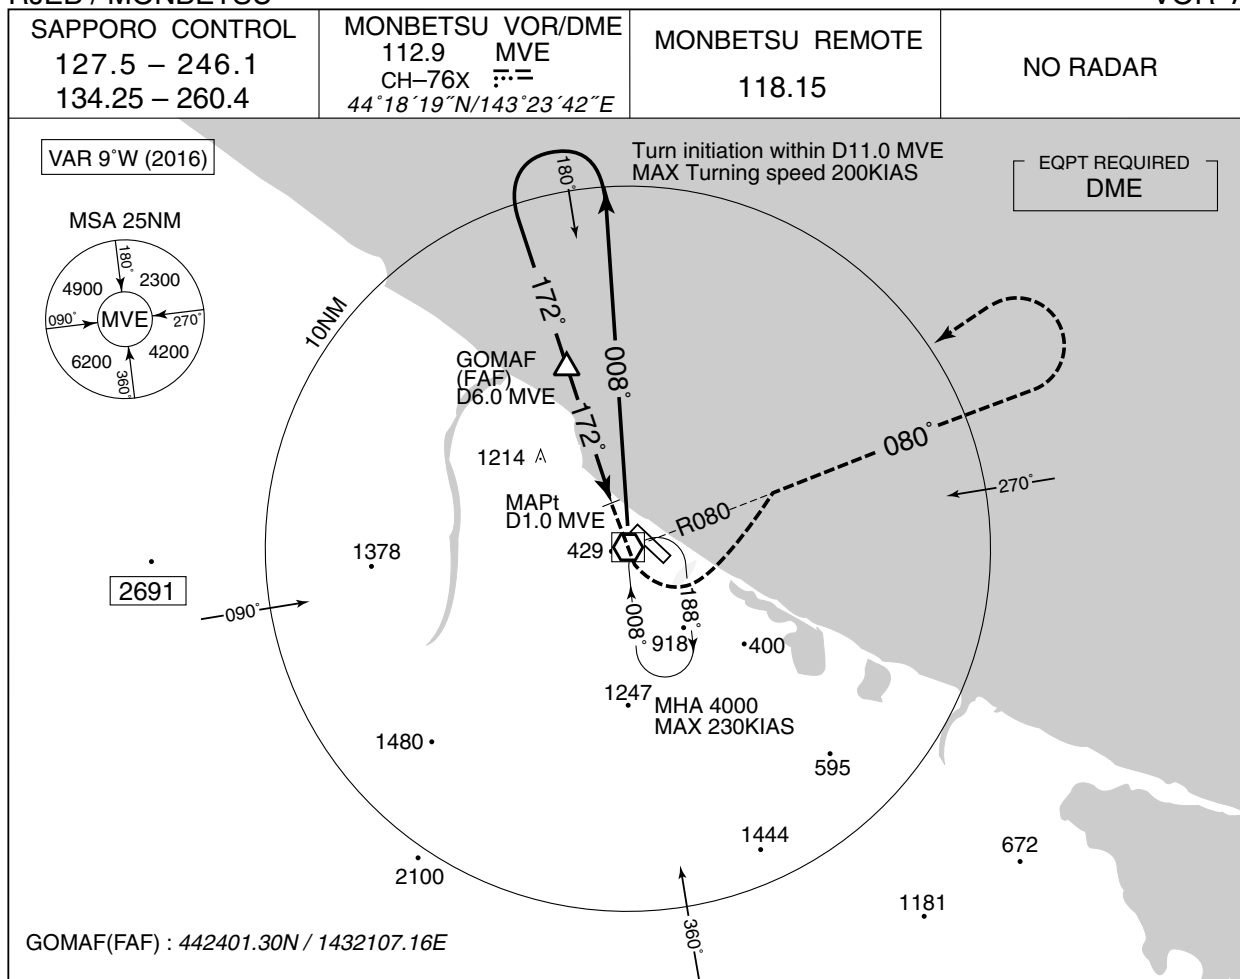 RJEB / MONBETSU
VOR A
SAPPORO CONTROL
127.5 – 246.1
134.25 – 260.4
MONBETSU VOR/DME
112.9 MVE
CH–76X
44°18´19˝N/143°23´42˝E
MONBETSU REMOTE
118.15
NO RADAR
VAR 9°W (2016)
Turn initiation within D11.0 MVE
MAX Turning speed 200KIAS
EQPT REQUIRED
DME
MSA 25NM
180°
4900
2300
090°
MVE
270°
6200
4200
360°
180°
10NM
172°
008°
GOMAF
(FAF)
D6.0 MVE
172°
080°
1214
270°
MAPt
D1.0 MVE
R080
429
1378
2691
090°
008°
188°
918
400
1247
MHA 4000
MAX 230KIAS
1480
595
1444
672
2100
1181
360°
GOMAF(FAF) : 442401.30N / 1432107.16E